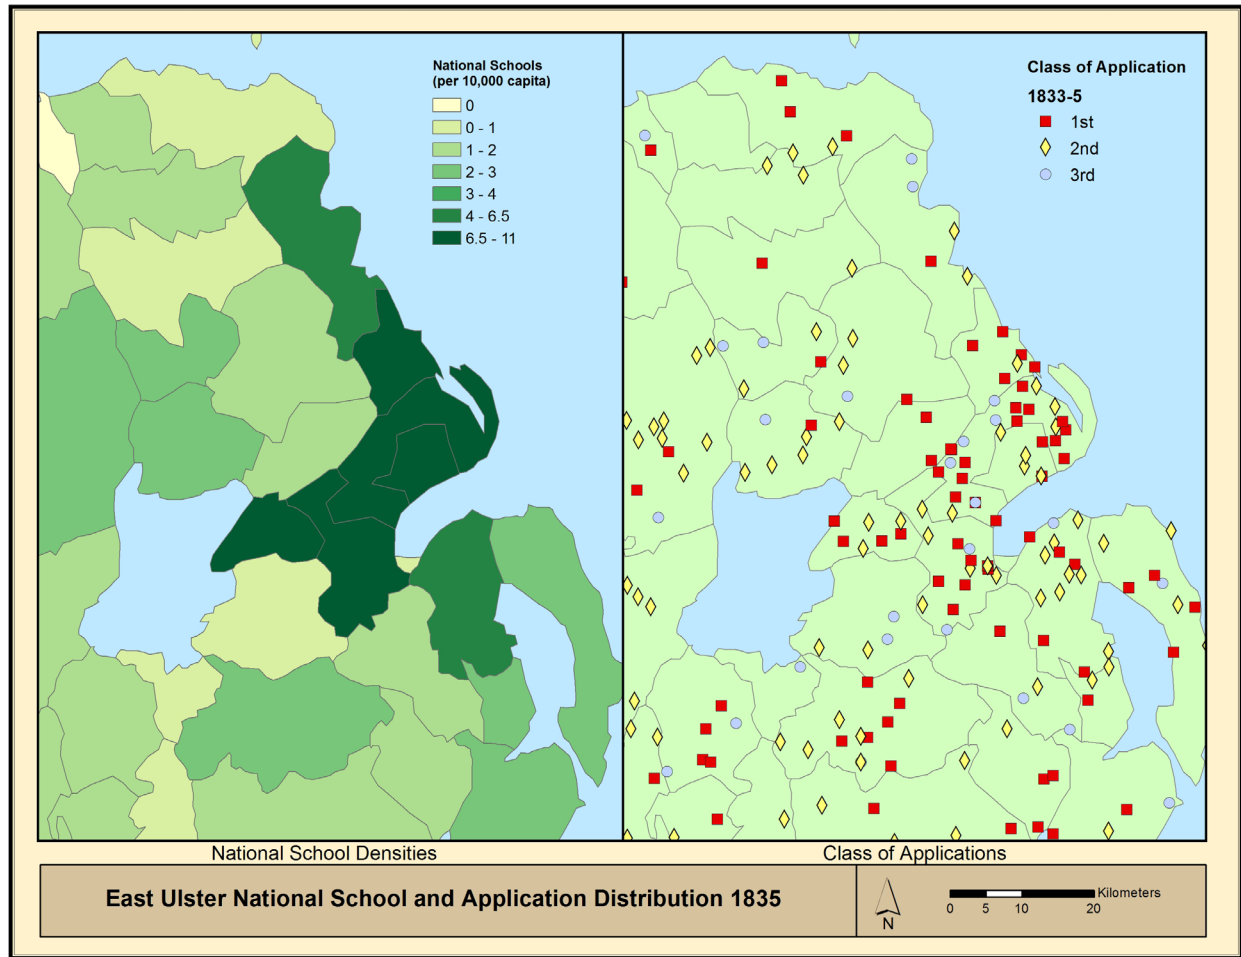 National Schools
(per 10,000 capita)
0
0 - 1
1 - 2
2 - 3
3 - 4
4 - 6.5
6.5 - 11
Class of Application
1833-5
1st
2nd
3rd
National School Densities
Class of Applications
East Ulster National School and Application Distribution 1835
N
Kilometers
0 5 10 20